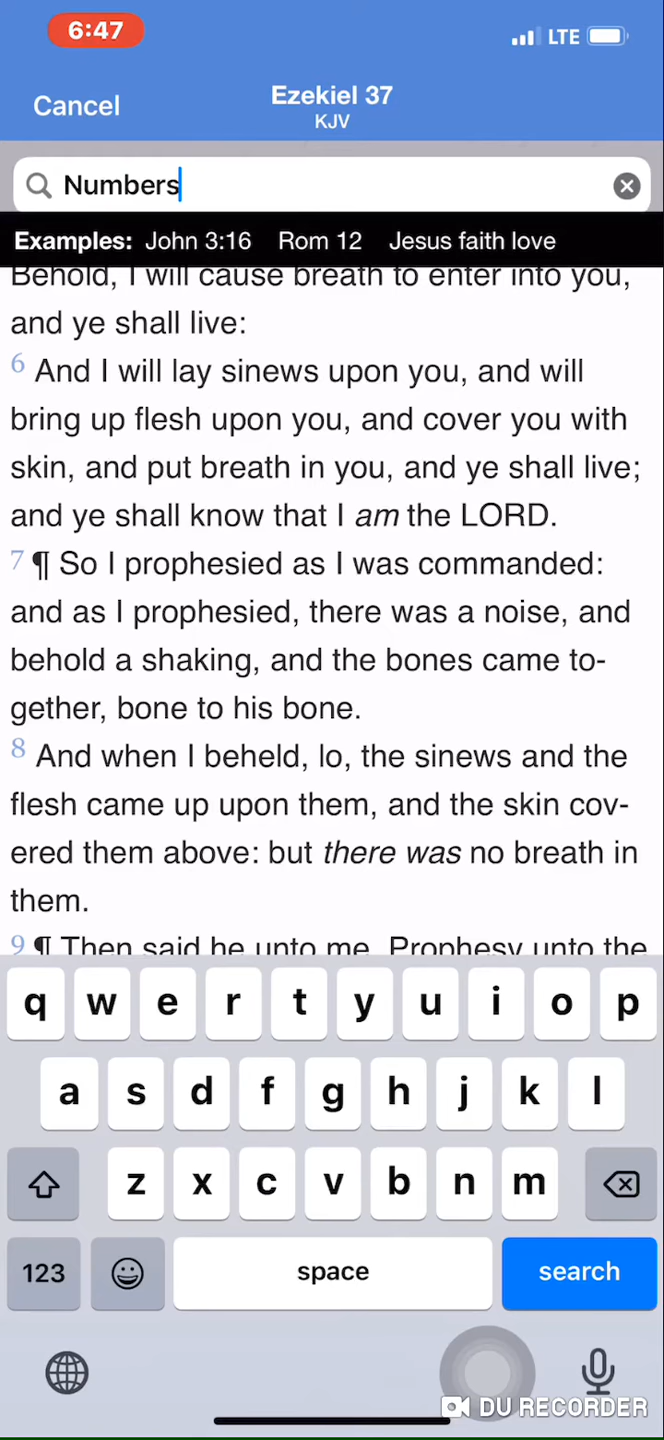 6:47
LTE
Cancel
Ezekiel 37
KJV
Numbers
Examples: John 3:16 Rom 12 Jesus faith love
Behold, I will cause breath to enter into you,
and ye shall live:
6 And I will lay sinews upon you, and will
bring up flesh upon you, and cover you with
skin, and put breath in you, and ye shall live;
and ye shall know that I am the LORD.
7 ¶ So I prophesied as I was commanded:
and as I prophesied, there was a noise, and
behold a shaking, and the bones came to-
gether, bone to his bone.
8 And when I beheld, lo, the sinews and the
flesh came up upon them, and the skin cov-
ered them above: but there was no breath in
them.
9 ¶ Then said he unto me, Prophesy unto the
q w e r t y u i o p
a s d f g h j k l
z x c v b n m
123 space search
DU RECORDER